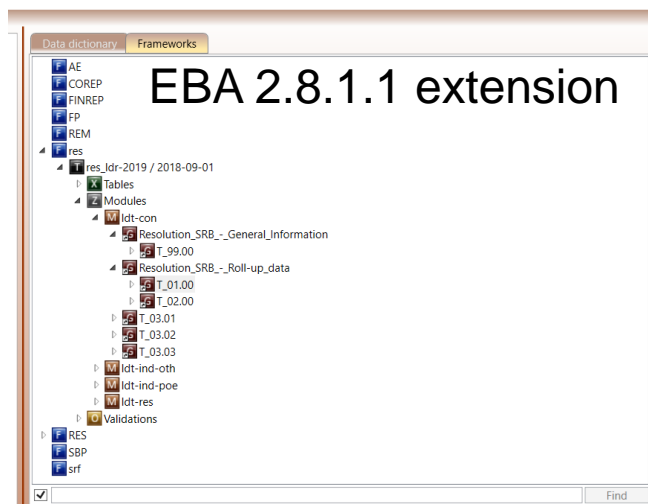 Data dictionary Frameworks
F AE
F COREP
F FINREP
F FP
F REM
EBA 2.8.1.1 extension
F res
T res_ldr-2019 / 2018-09-01
X Tables
Z Modules
M ldt-con
G Resolution_SRB_-_General_Information
G T_99.00
G Resolution_SRB_-_Roll-up_data
G T_01.00
G T_02.00
G T_03.01
G T_03.02
G T_03.03
M ldt-ind-oth
M ldt-ind-poe
M ldt-res
O Validations
F RES
F SBP
F srf
Find